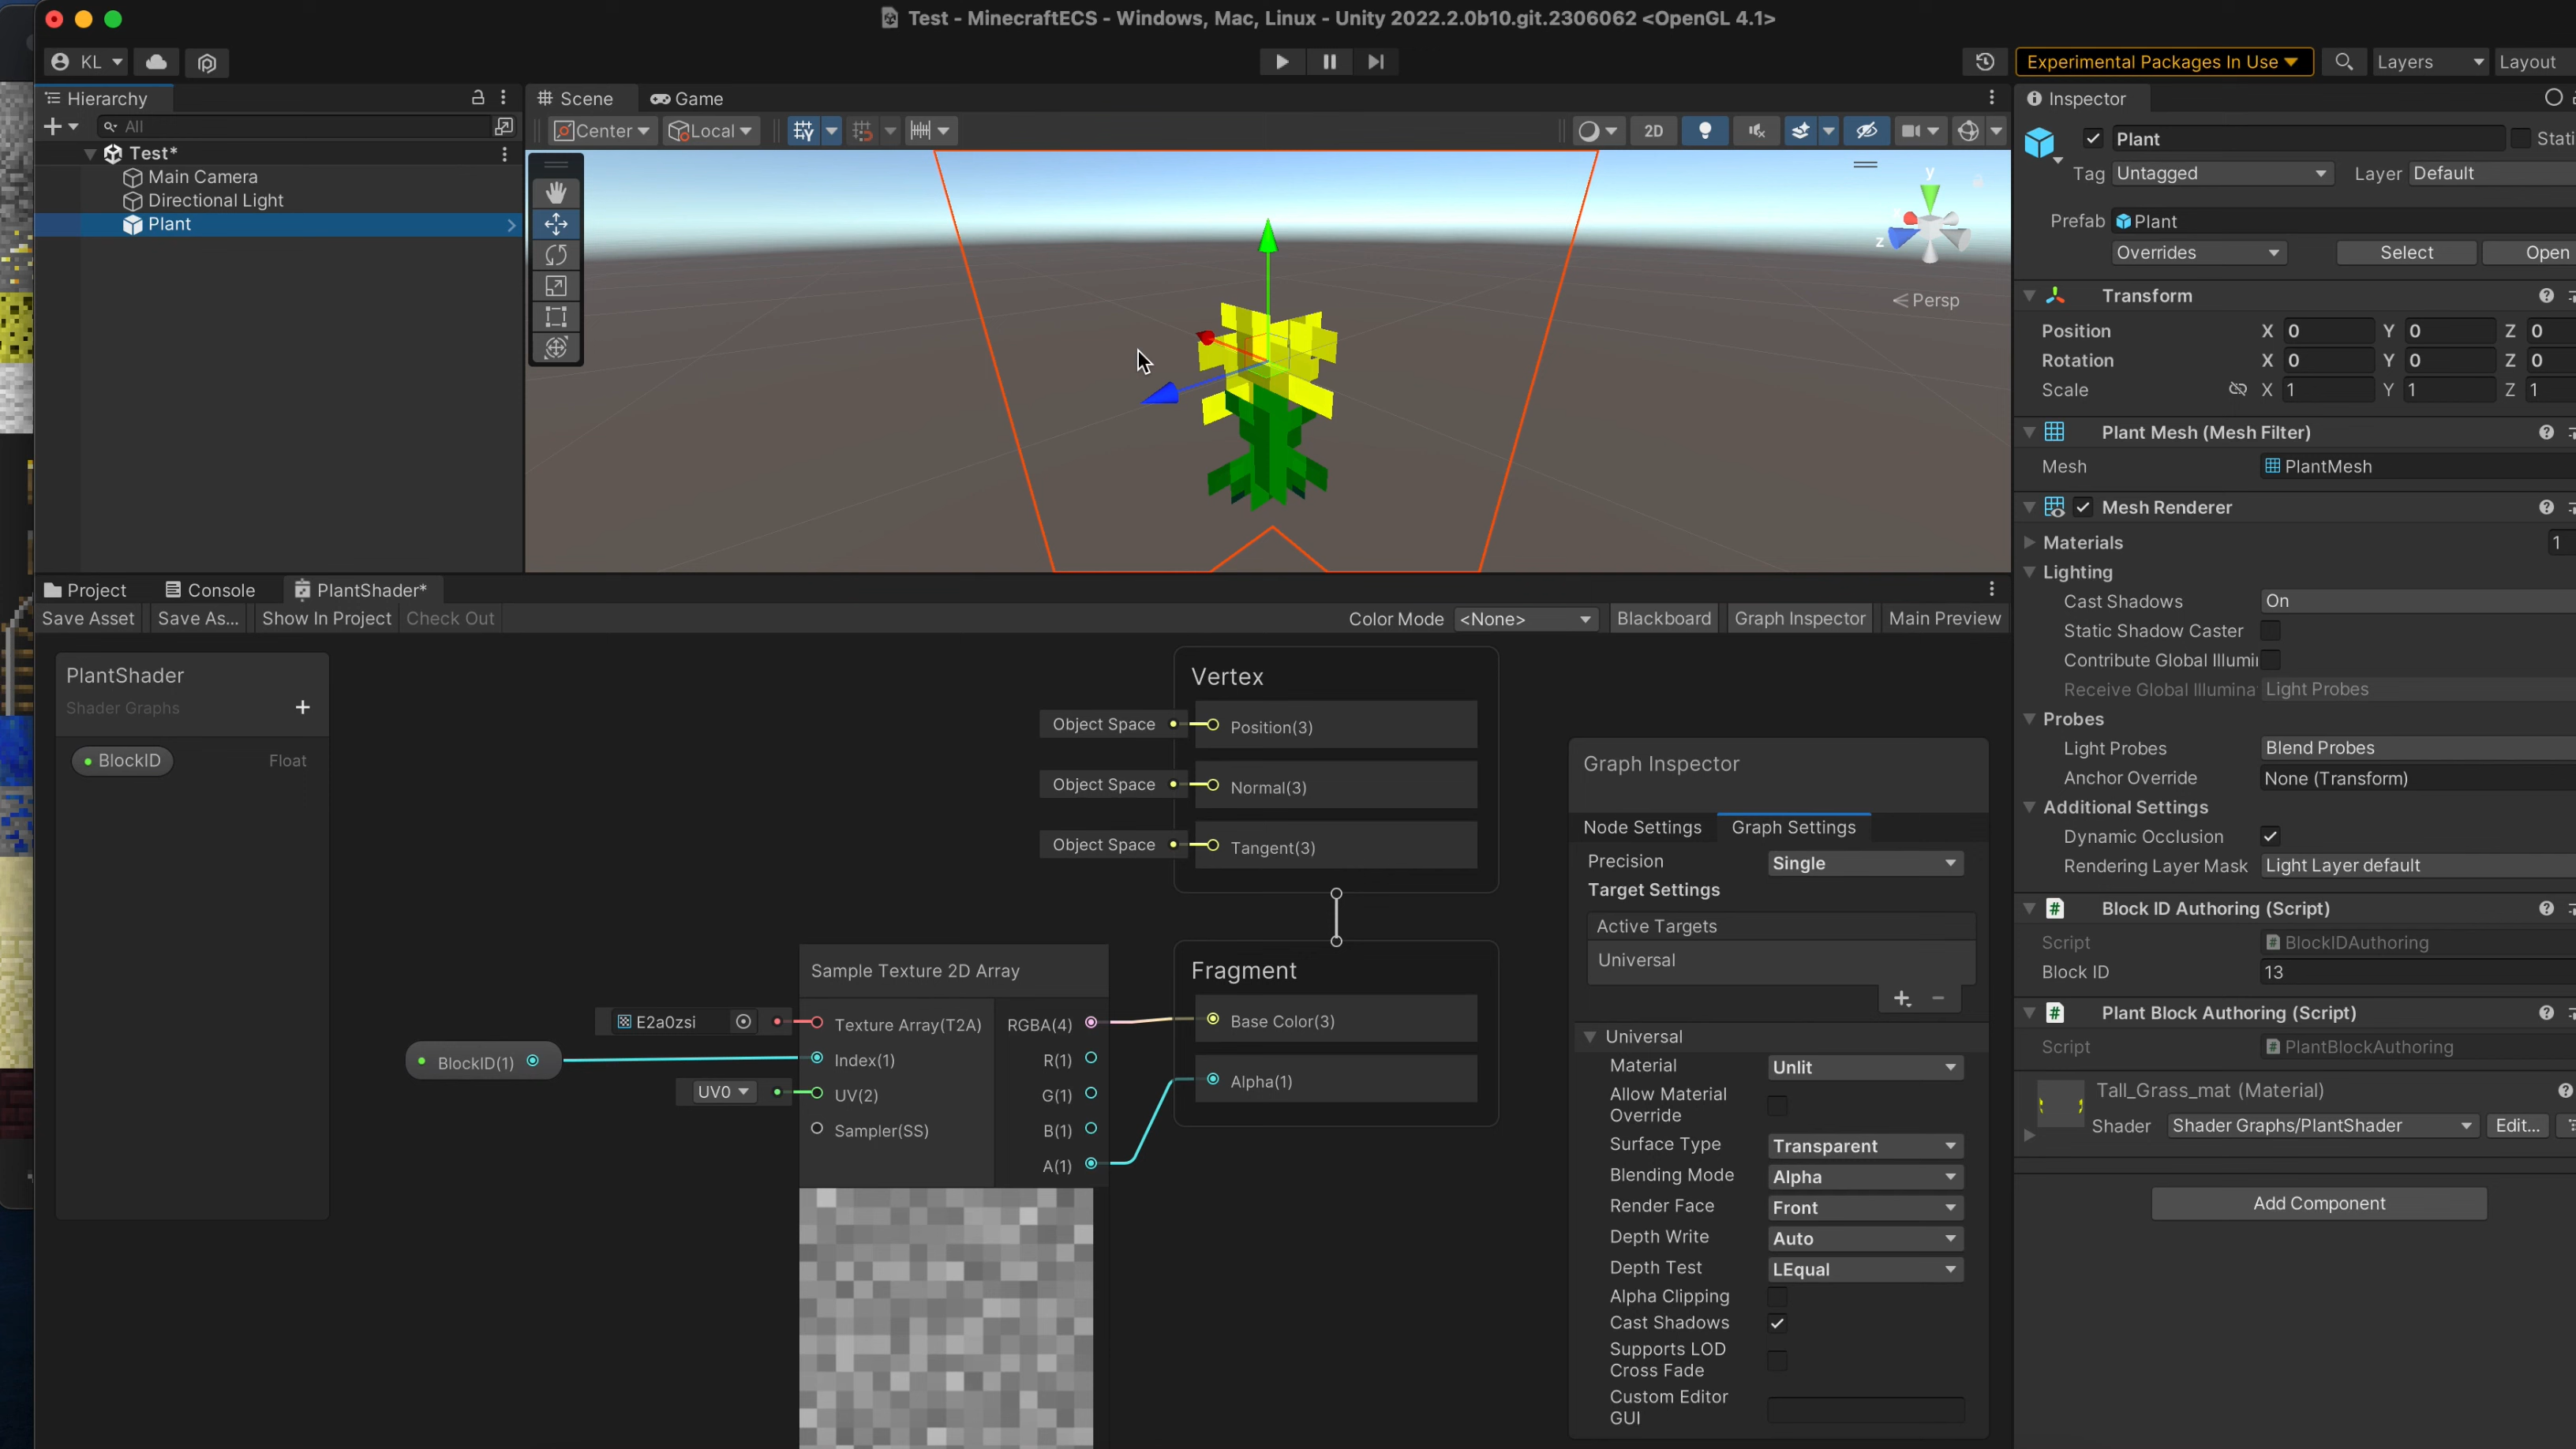 Test - MinecraftECS - Windows, Mac, Linux - Unity 2022.2.0b10.git.2306062 <OpenGL 4.1>
KL
Experimental Packages In Use
Layers
Layout
Hierarchy
All
Test*
Main Camera
Directional Light
Plant
Scene
Game
Center
Local
2D
y
z
Persp
Inspector
Plant
Stati
Tag Untagged
Layer Default
Prefab Plant
Overrides
Select
Open
Transform
Position X 0 Y 0 Z 0
Rotation X 0 Y 0 Z 0
Scale X 1 Y 1 Z 1
Plant Mesh (Mesh Filter)
Mesh PlantMesh
Mesh Renderer
Materials 1
Lighting
Cast Shadows On
Static Shadow Caster
Contribute Global Illumi
Receive Global Illumina Light Probes
Probes
Light Probes Blend Probes
Anchor Override None (Transform)
Additional Settings
Dynamic Occlusion
Rendering Layer Mask Light Layer default
Block ID Authoring (Script)
Script BlockIDAuthoring
Block ID 13
Plant Block Authoring (Script)
Script PlantBlockAuthoring
Tall_Grass_mat (Material)
Shader Shader Graphs/PlantShader Edit...
Add Component
Project
Console
PlantShader*
Save Asset
Save As...
Show In Project
Check Out
Color Mode <None>
Blackboard
Graph Inspector
Main Preview
PlantShader
Shader Graphs
BlockID Float
Vertex
Object Space Position(3)
Object Space Normal(3)
Object Space Tangent(3)
Fragment
Base Color(3)
Alpha(1)
Sample Texture 2D Array
E2a0zsi Texture Array(T2A) RGBA(4)
BlockID(1) Index(1) R(1)
UV0 UV(2) G(1)
Sampler(SS) B(1)
A(1)
Graph Inspector
Node Settings
Graph Settings
Precision Single
Target Settings
Active Targets
Universal
Universal
Material Unlit
Allow Material
Override
Surface Type Transparent
Blending Mode Alpha
Render Face Front
Depth Write Auto
Depth Test LEqual
Alpha Clipping
Cast Shadows
Supports LOD
Cross Fade
Custom Editor
GUI